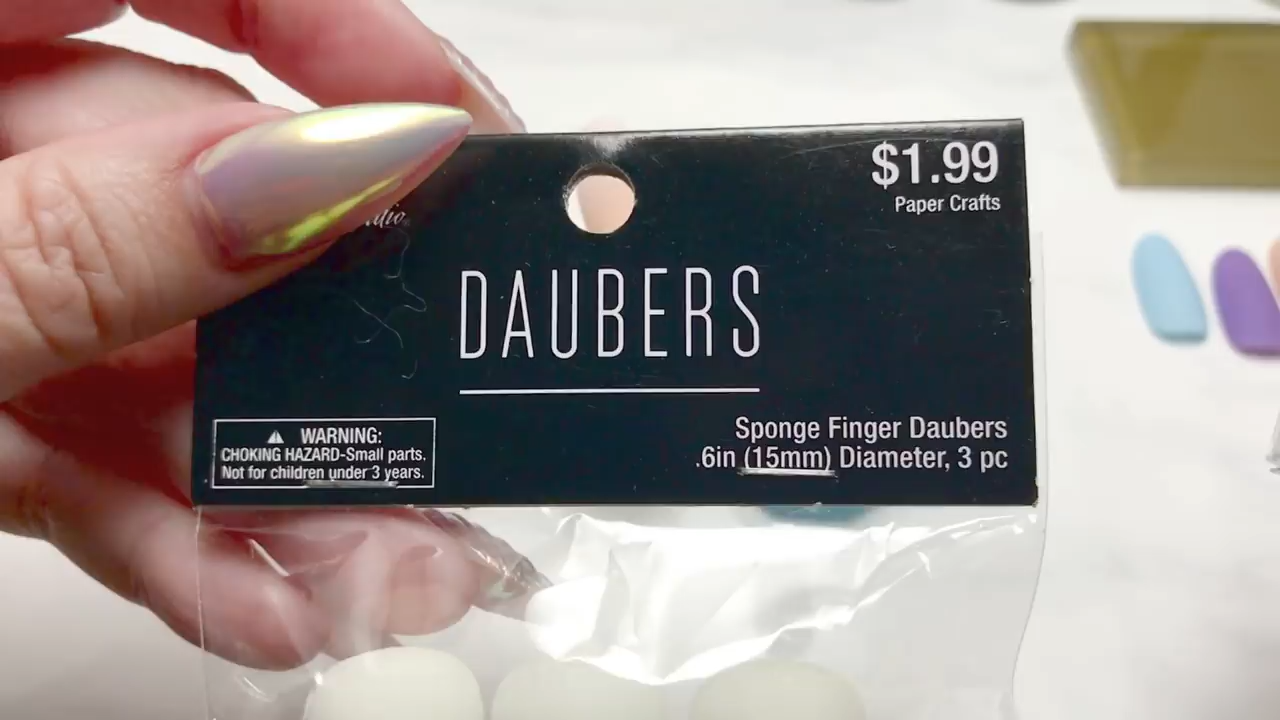 $1.99
Paper Crafts
DAUBERS
WARNING:
CHOKING HAZARD-Small parts.
Not for children under 3 years.
Sponge Finger Daubers
.6in (15mm) Diameter, 3 pc